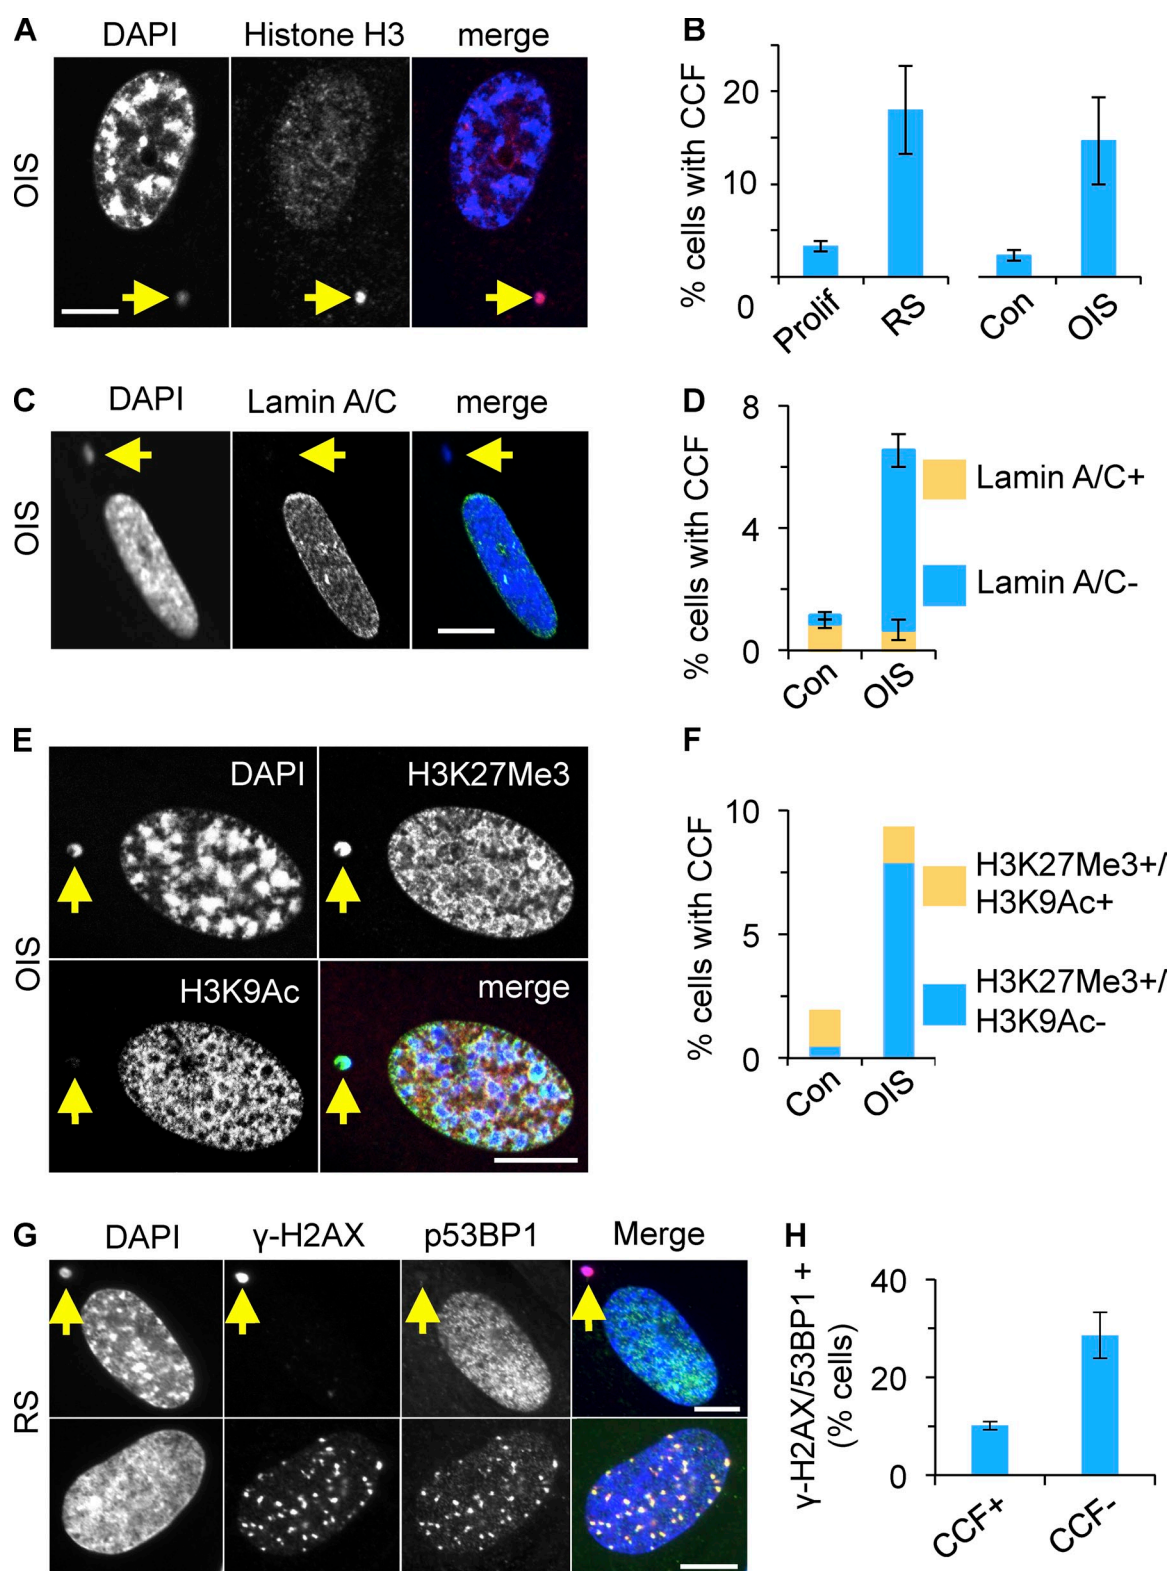 A
DAPI
Histone H3
merge
OIS
B
% cells with CCF
20
10
0
Prolif
RS
Con
OIS
C
DAPI
Lamin A/C
merge
OIS
D
% cells with CCF
8
4
0
Con
OIS
Lamin A/C+
Lamin A/C-
E
DAPI
H3K27Me3
H3K9Ac
merge
OIS
F
% cells with CCF
10
5
0
Con
OIS
H3K27Me3+/
H3K9Ac+
H3K27Me3+/
H3K9Ac-
G
DAPI
γ-H2AX
p53BP1
Merge
RS
H
γ-H2AX/53BP1 +
(% cells)
40
20
0
CCF+
CCF-